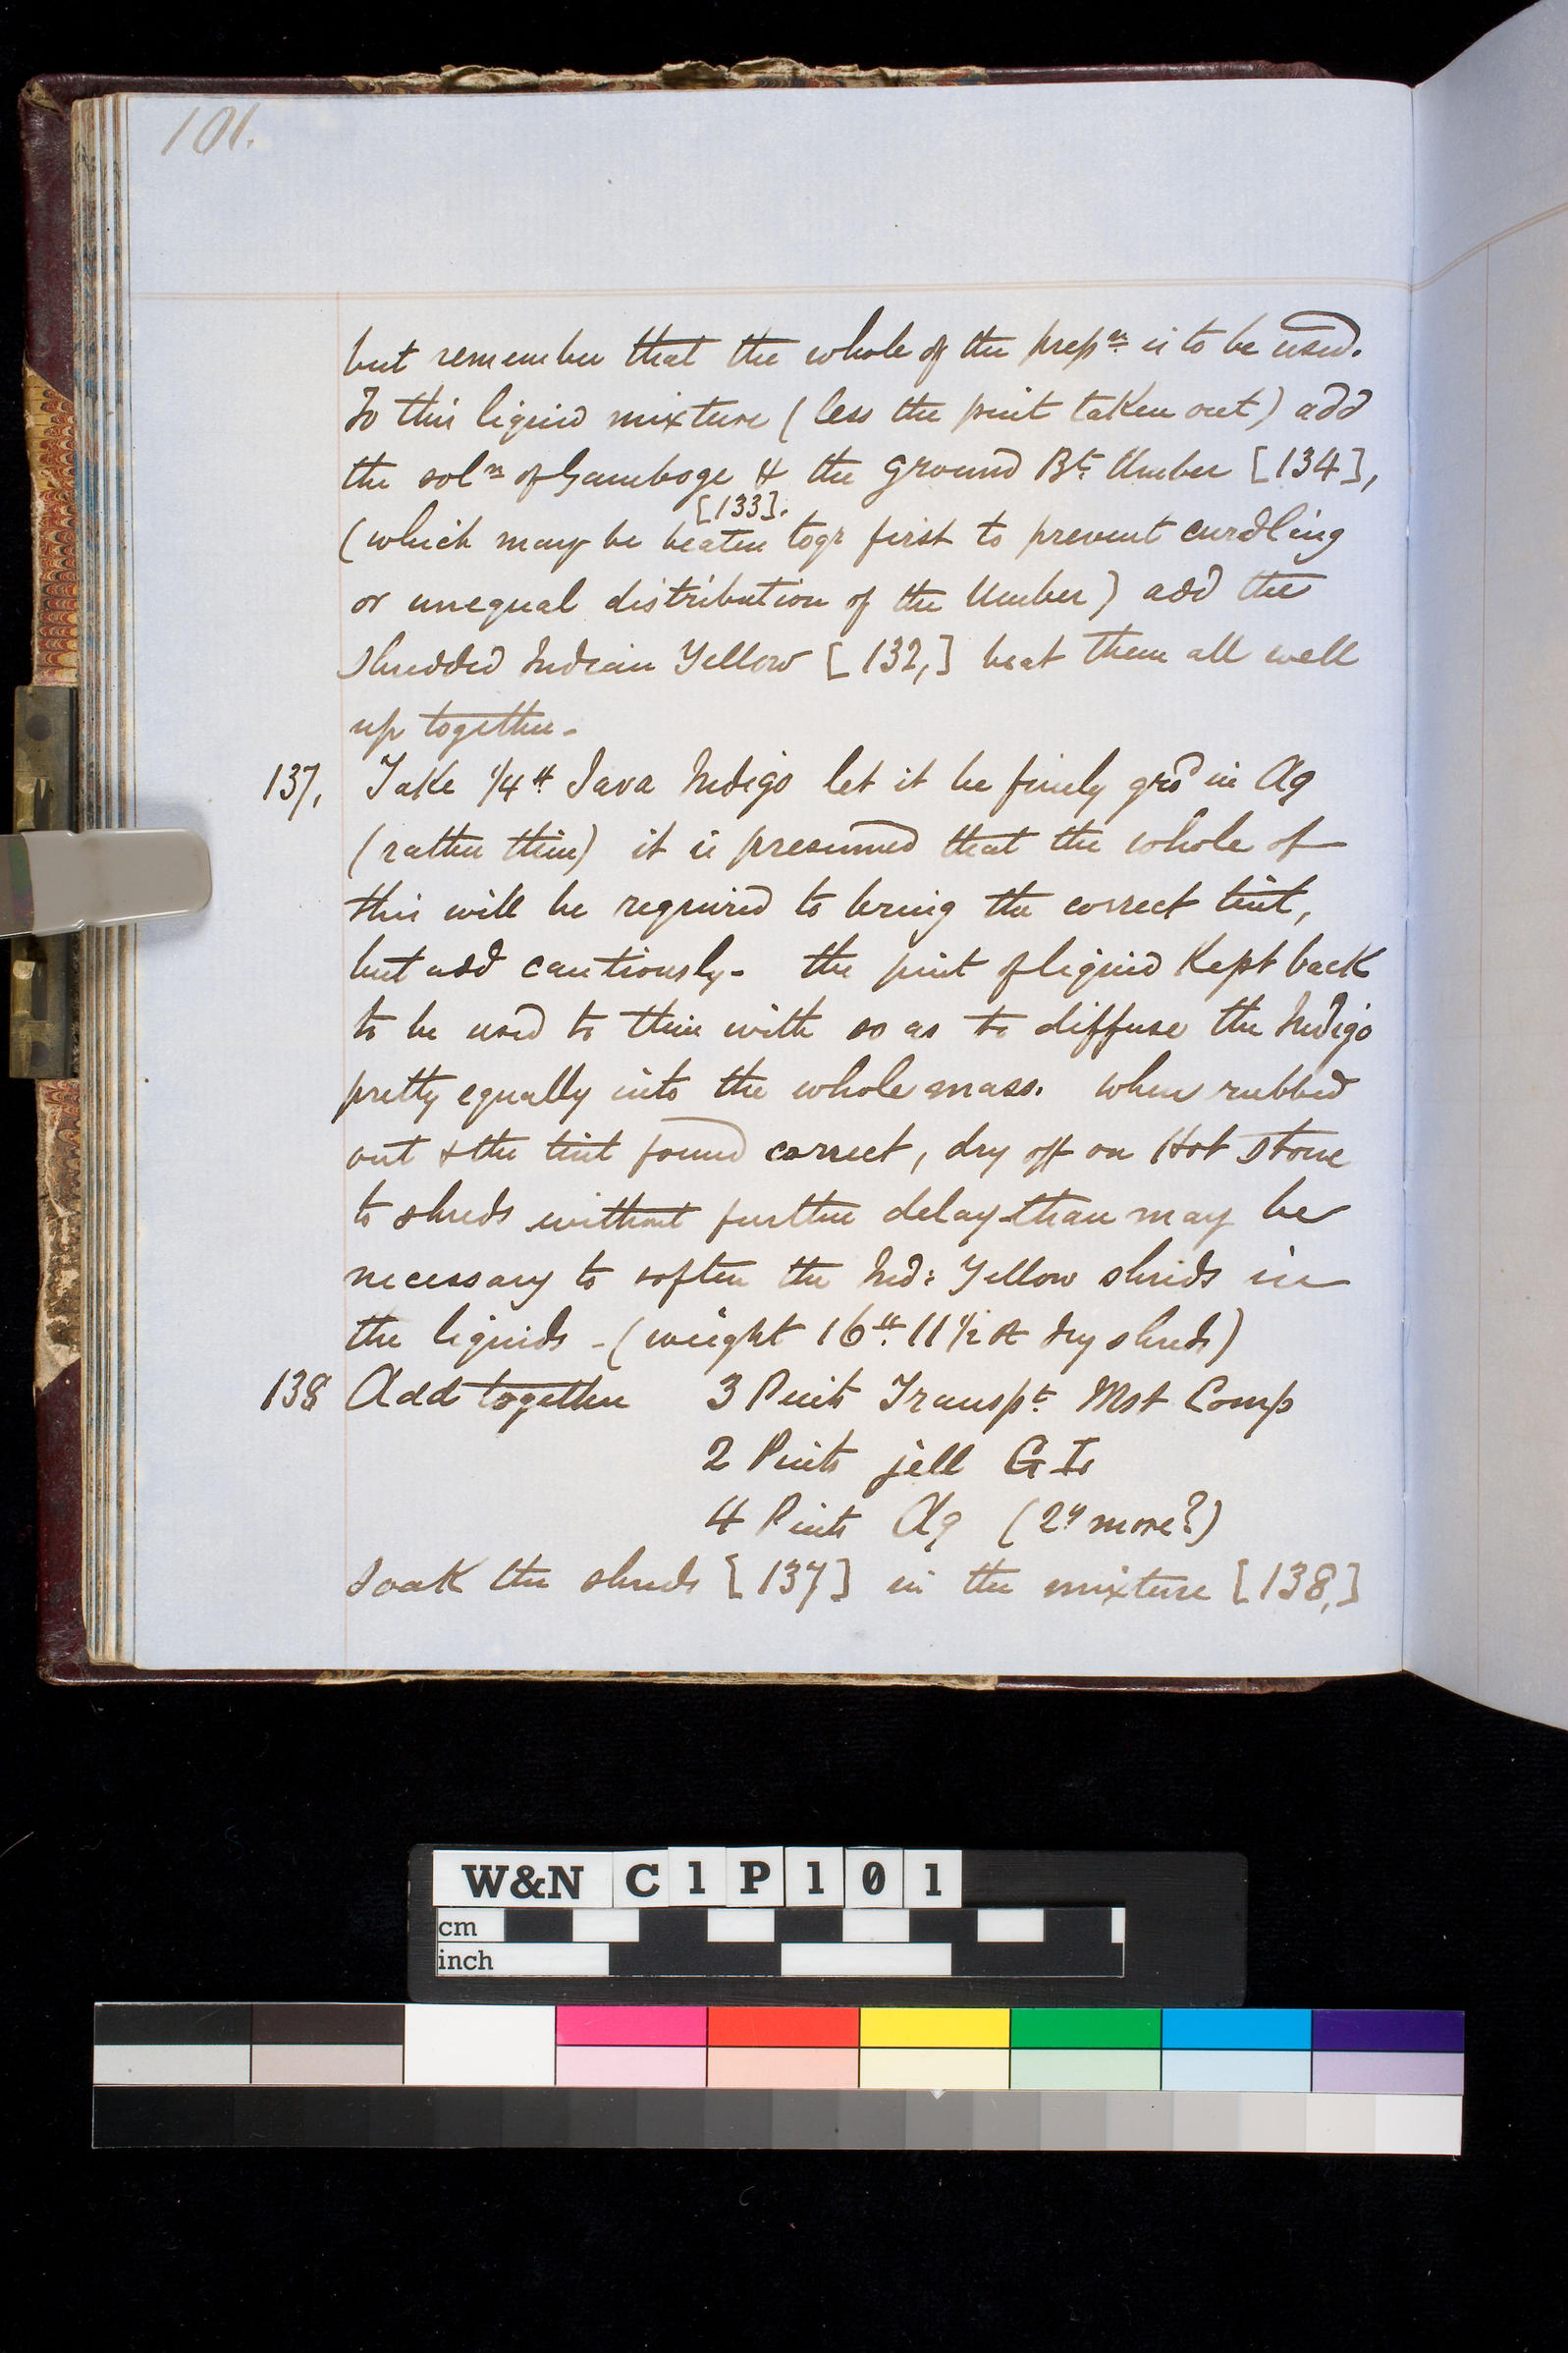 101.
but remember that the whole of the prepn. is to be used.
To this liquid mixture (less the pint taken out) add
the soln of Gamboge & the ground Bt. Umber [134],
[133].
(which may be beaten togr first to prevent curdling
or unequal distribution of the Umber) add the
shredded Indian Yellow [132,] beat them all well
up together -
137, Take 1/4 lb Java Indigo let it be finely grd in Aq
(rather thin) it is presumed that the whole of
this will be required to bring the correct tint,
but add cautiously - the pint of liquid Kept back
to be used to thin with so as to diffuse the Indigo
pretty equally into the whole mass. when rubbed
out & the tint found correct, dry off on Hot Stone
to shreds without further delay than may be
necessary to soften the Ind: Yellow shreds in
the liquids - (weight 16 lb. 11 1/2 dry shreds)
138 Add together 3 Pints Transpt. Mst Comp
2 Pints jell G Is
4 Pints Aq (2" more?)
Soak the shreds [137] in the mixture [138,]
W&N C1P101
cm
inch